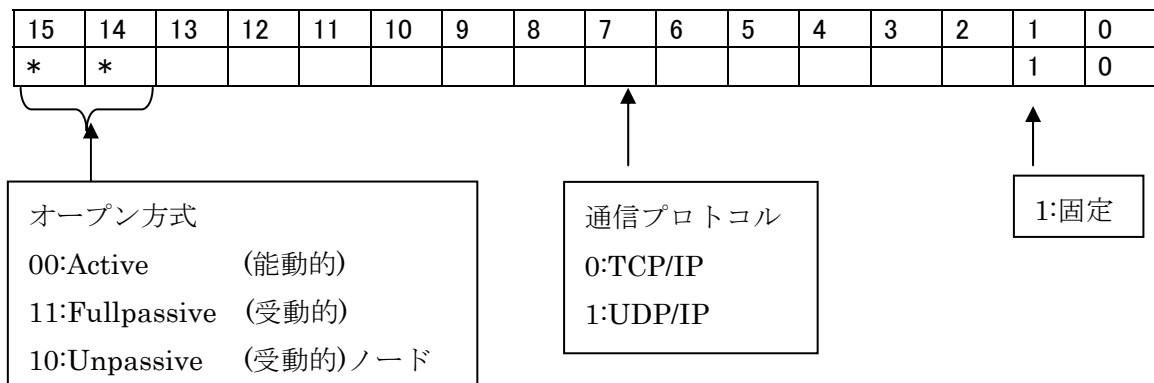 15 14 13 12 11 10 9 8 7 6 5 4 3 2 1 0
* * 1 0
オープン方式
00:Active (能動的)
11:Fullpassive (受動的)
10:Unpassive (受動的)ノード
通信プロトコル
0:TCP/IP
1:UDP/IP
1:固定